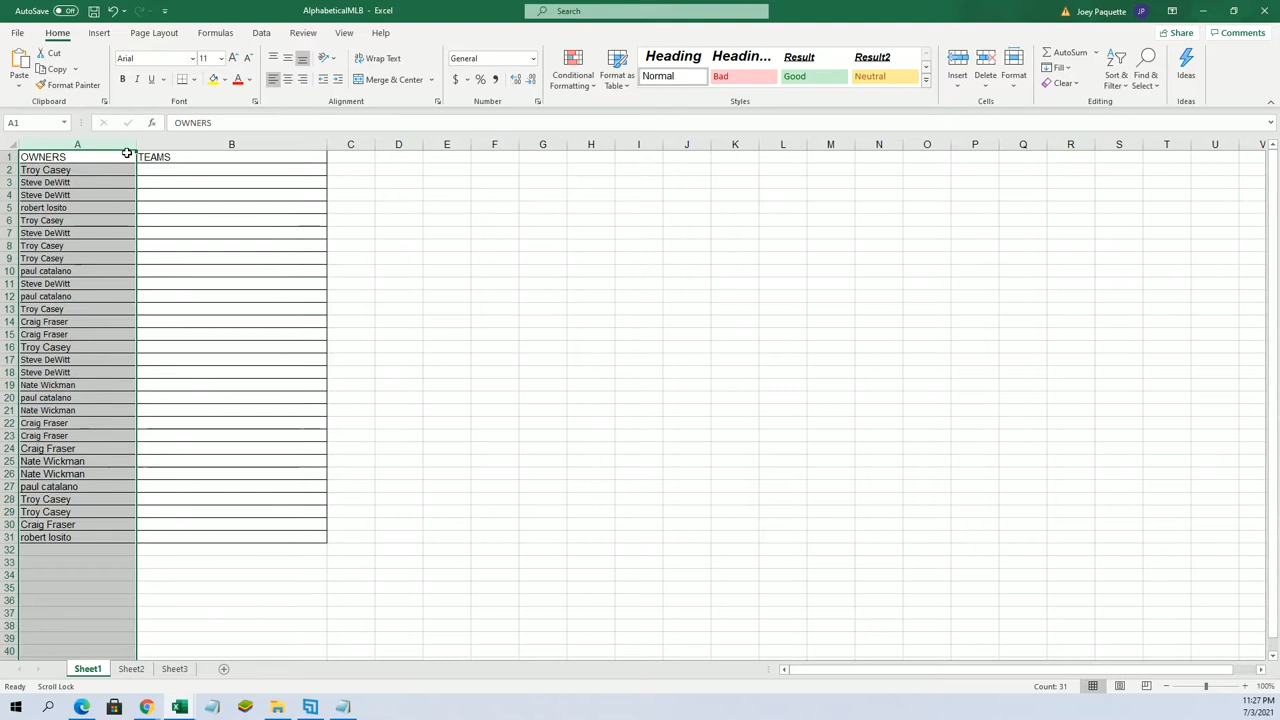 AutoSave Off AlphabeticalMLB - Excel Search Joey Paquette JP
File Home Insert Page Layout Formulas Data Review View Help Share Comments
Paste Cut Copy Format Painter Clipboard
Arial 11 A A B I U A Font
ab Wrap Text Merge & Center Alignment
General $ % , Number
Conditional Formatting Format as Table
Heading Headin... Result Result2
Normal Bad Good Neutral
Styles
Insert Delete Format Cells
AutoSum Fill Clear Sort & Filter Find & Select Editing
Ideas Ideas
A1 fx OWNERS
A B C D E F G H I J K L M N O P Q R S T U V
1 OWNERS TEAMS
2 Troy Casey
3 Steve DeWitt
4 Steve DeWitt
5 robert losito
6 Troy Casey
7 Steve DeWitt
8 Troy Casey
9 Troy Casey
10 paul catalano
11 Steve DeWitt
12 paul catalano
13 Troy Casey
14 Craig Fraser
15 Craig Fraser
16 Troy Casey
17 Steve DeWitt
18 Steve DeWitt
19 Nate Wickman
20 paul catalano
21 Nate Wickman
22 Craig Fraser
23 Craig Fraser
24 Craig Fraser
25 Nate Wickman
26 Nate Wickman
27 paul catalano
28 Troy Casey
29 Troy Casey
30 Craig Fraser
31 robert losito
32
33
34
35
36
37
38
39
40
Sheet1 Sheet2 Sheet3
Ready Scroll Lock Count: 31 100%
11:27 PM
7/3/2021